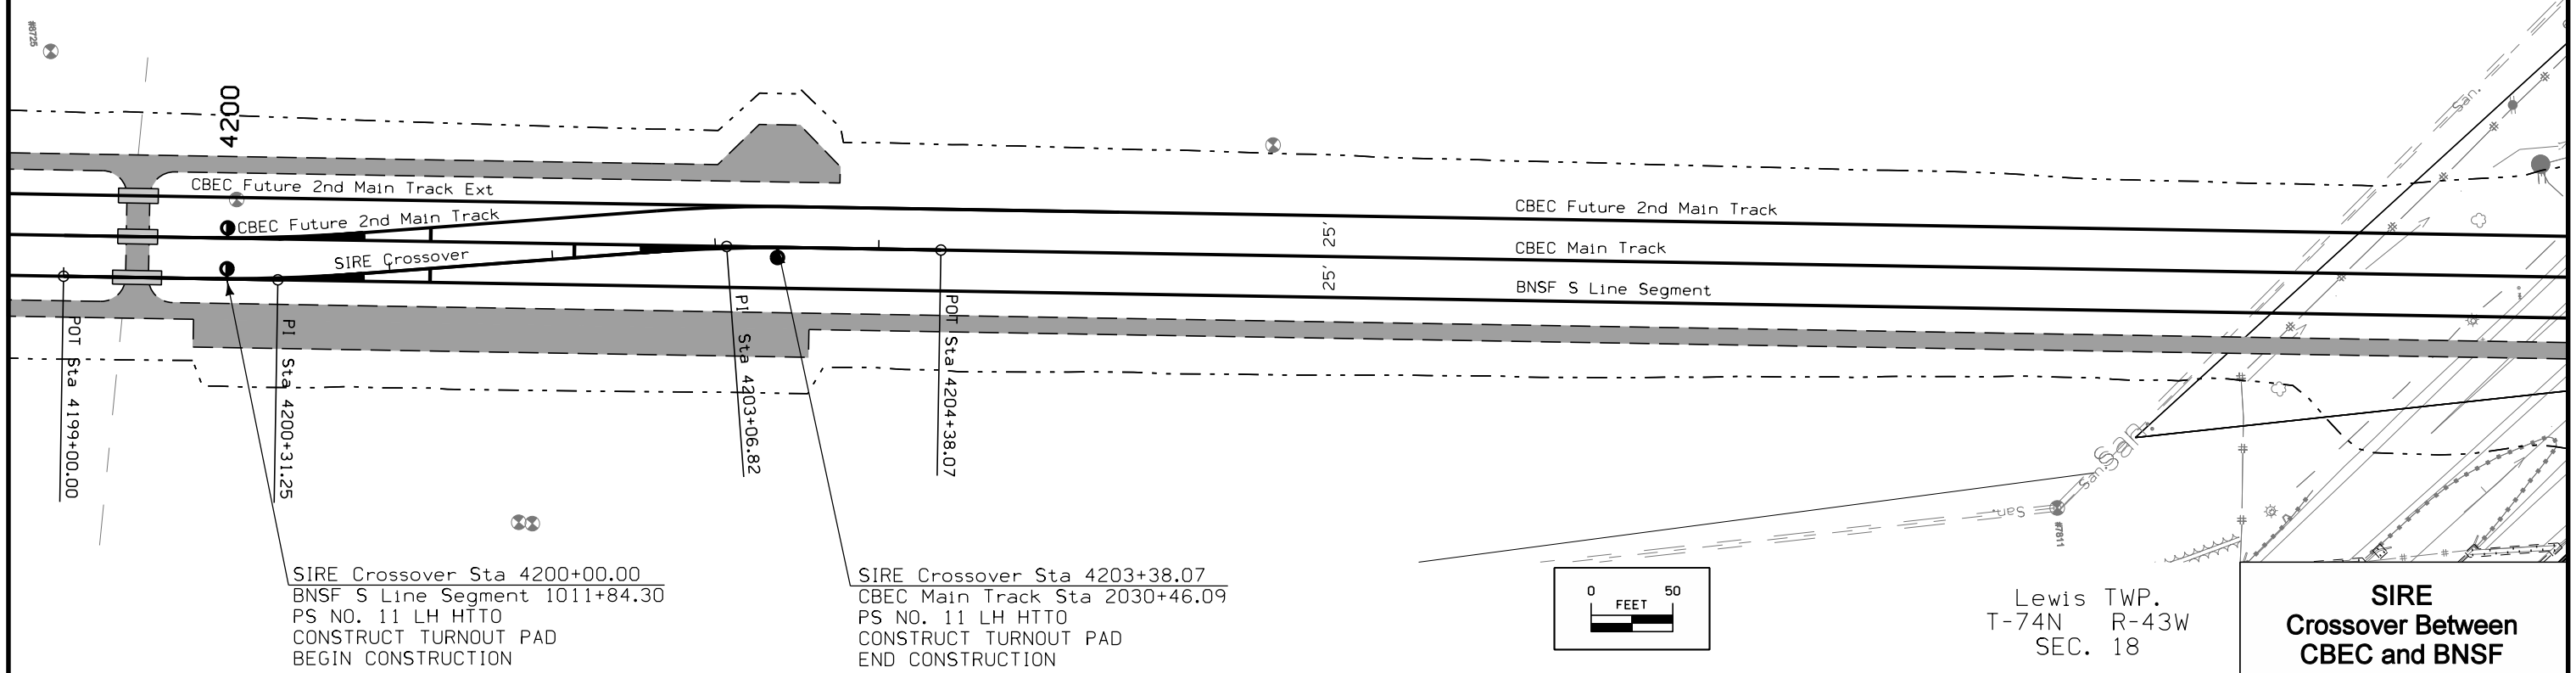 #8725
4200
San.
CBEC Future 2nd Main Track Ext
CBEC Future 2nd Main Track
SIRE Crossover
CBEC Future 2nd Main Track
25'
CBEC Main Track
25'
BNSF S Line Segment
POT Sta 4199+00.00
PI Sta 4200+31.25
PI Sta 4203+06.82
POT Sta 4204+38.07
San.
San.
San.
#7811
SIRE Crossover Sta 4200+00.00
BNSF S Line Segment 1011+84.30
PS NO. 11 LH HTTO
CONSTRUCT TURNOUT PAD
BEGIN CONSTRUCTION
SIRE Crossover Sta 4203+38.07
CBEC Main Track Sta 2030+46.09
PS NO. 11 LH HTTO
CONSTRUCT TURNOUT PAD
END CONSTRUCTION
0 50
FEET
Lewis TWP.
T-74N R-43W
SEC. 18
SIRE
Crossover Between
CBEC and BNSF